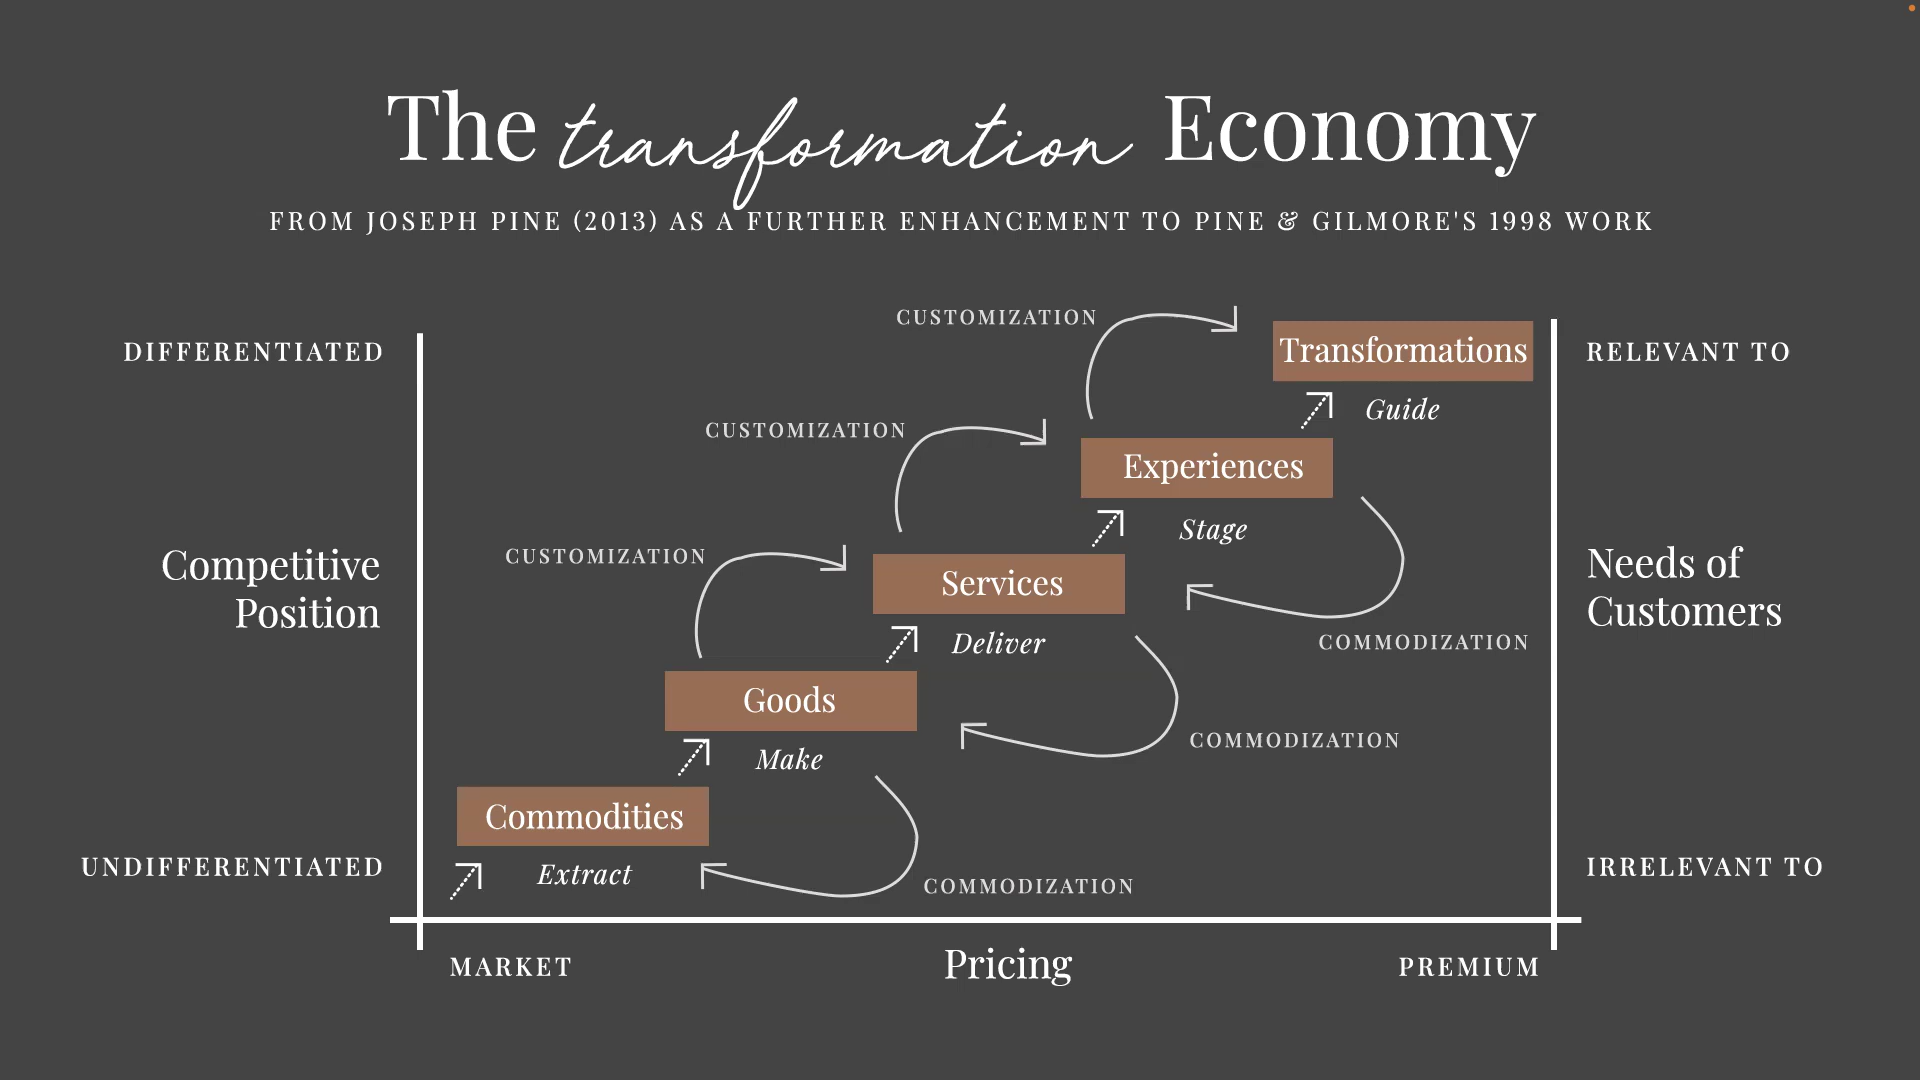 The transformation Economy
FROM JOSEPH PINE (2013) AS A FURTHER ENHANCEMENT TO PINE & GILMORE'S 1998 WORK
CUSTOMIZATION
DIFFERENTIATED
Transformations
RELEVANT TO
Guide
CUSTOMIZATION
Experiences
Stage
CUSTOMIZATION
Competitive
Position
Services
Needs of
Customers
Deliver
COMMODIZATION
Goods
COMMODIZATION
Make
Commodities
UNDIFFERENTIATED
Extract
COMMODIZATION
IRRELEVANT TO
MARKET
Pricing
PREMIUM